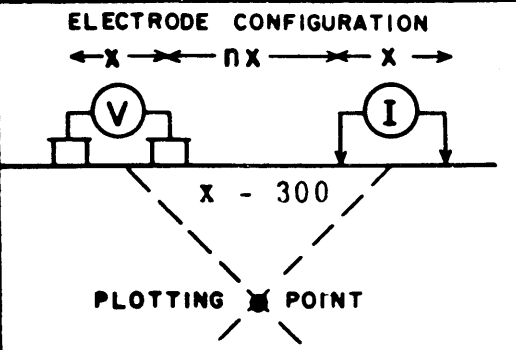 ELECTRODE CONFIGURATION
x nx x
V I
x - 300
PLOTTING POINT